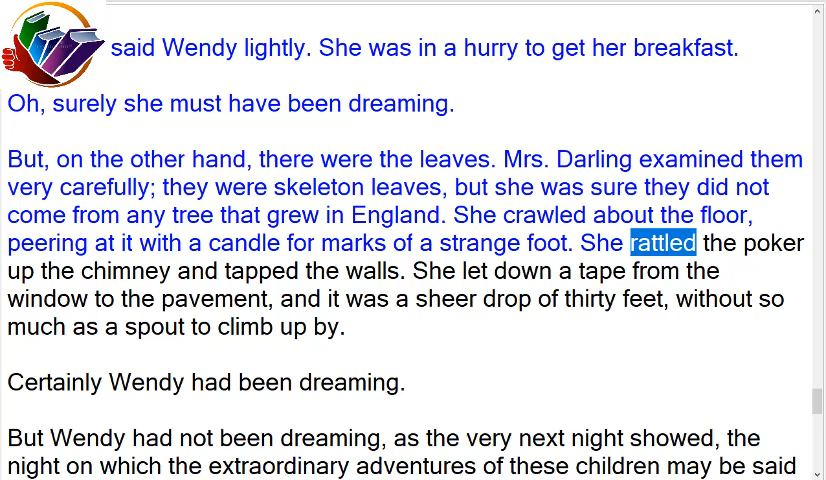 said Wendy lightly. She was in a hurry to get her breakfast.
Oh, surely she must have been dreaming.
But, on the other hand, there were the leaves. Mrs. Darling examined them
very carefully; they were skeleton leaves, but she was sure they did not
come from any tree that grew in England. She crawled about the floor,
peering at it with a candle for marks of a strange foot. She rattled the poker
up the chimney and tapped the walls. She let down a tape from the
window to the pavement, and it was a sheer drop of thirty feet, without so
much as a spout to climb up by.
Certainly Wendy had been dreaming.
But Wendy had not been dreaming, as the very next night showed, the
night on which the extraordinary adventures of these children may be said